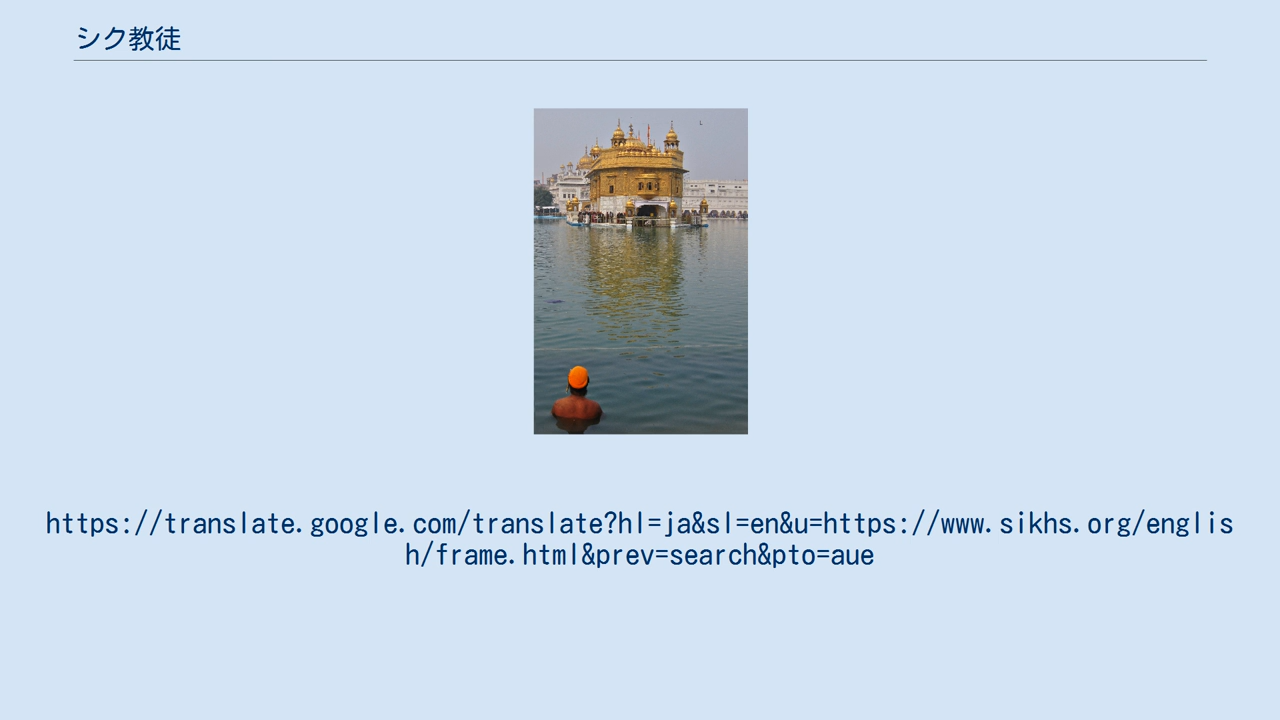 シク教徒
https://translate.google.com/translate?hl=ja&sl=en&u=https://www.sikhs.org/englis
h/frame.html&prev=search&pto=aue